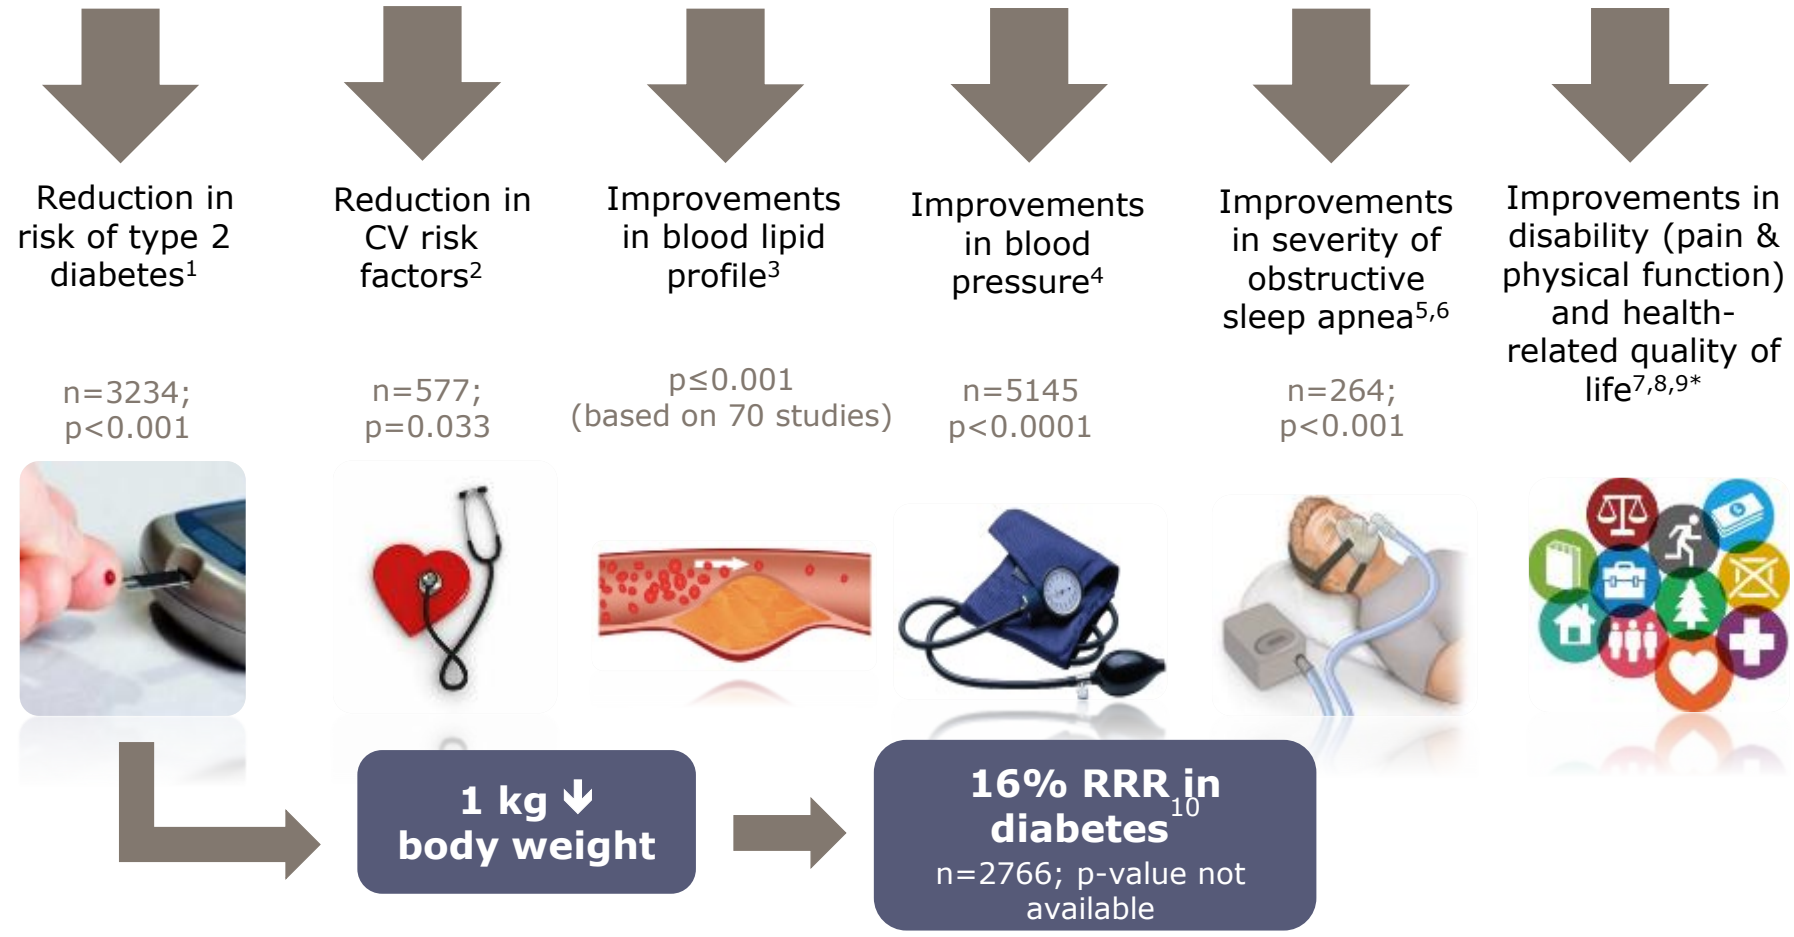 Reduction in
risk of type 2
diabetes1
n=3234;
p<0.001
Reduction in
CV risk
factors2
n=577;
p=0.033
Improvements
in blood lipid
profile3
p≤0.001
(based on 70 studies)
Improvements
in blood
pressure4
n=5145
p<0.0001
Improvements
in severity of
obstructive
sleep apnea5,6
n=264;
p<0.001
Improvements in
disability (pain &
physical function)
and health-
related quality of
life7,8,9*
1 kg 🡫
body weight
16% RRR in
diabetes10
n=2766; p-value not
available